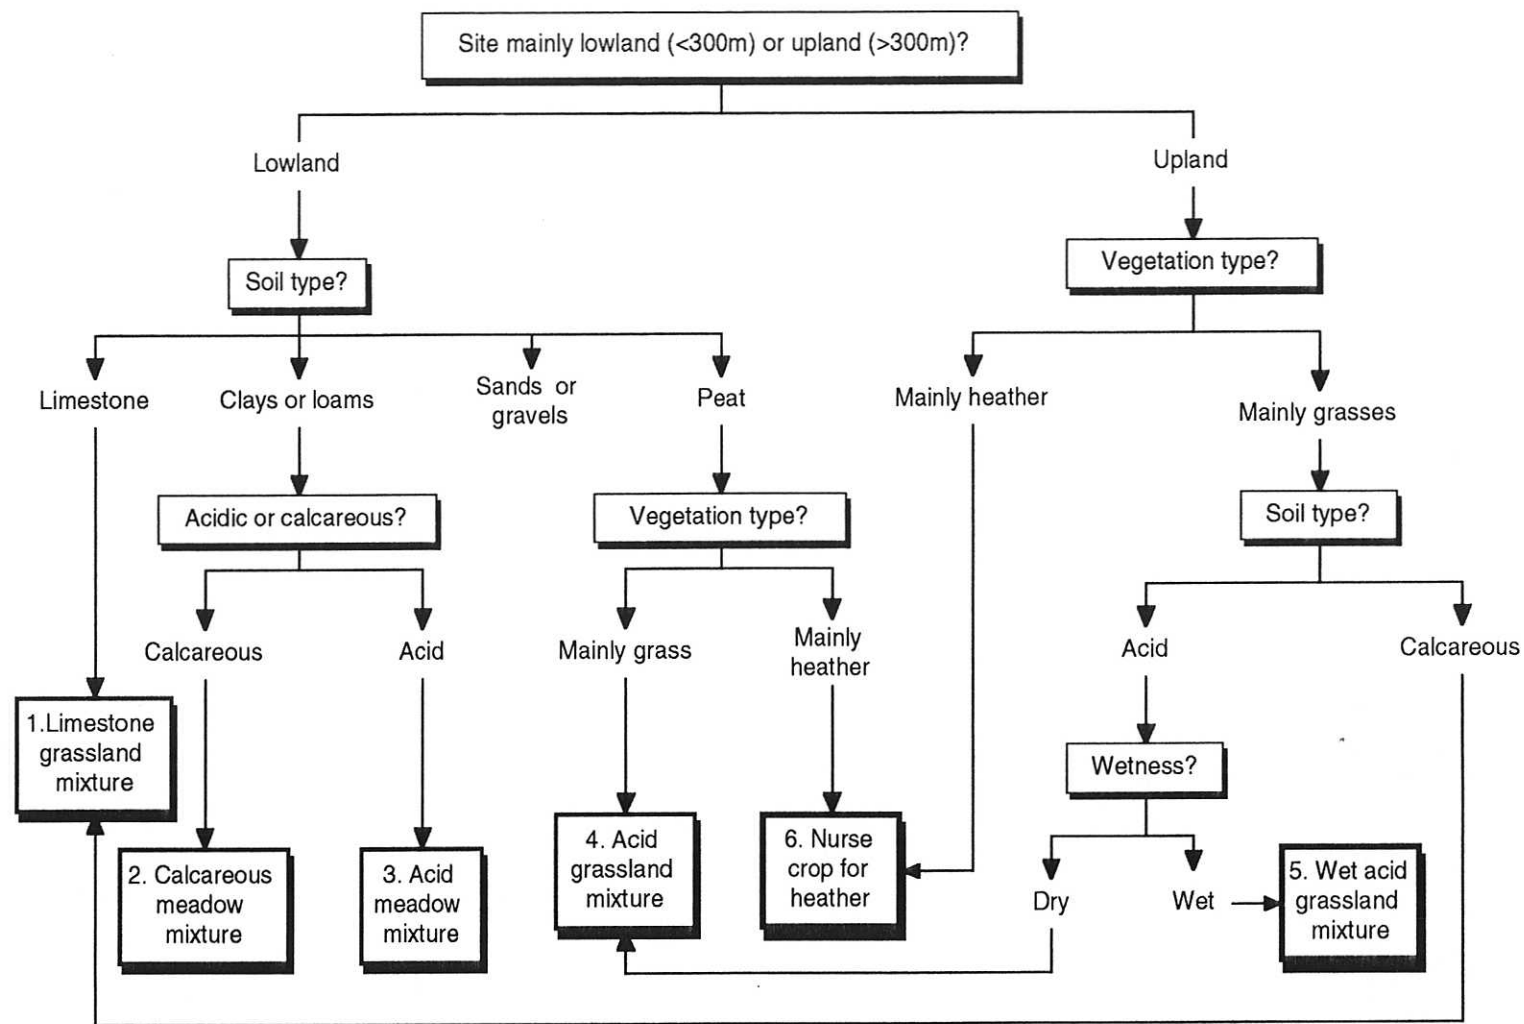 Site mainly lowland (<300m) or upland (>300m)?
Lowland
Upland
Soil type?
Vegetation type?
Limestone
Clays or loams
Sands or
gravels
Peat
Mainly heather
Mainly grasses
Acidic or calcareous?
Vegetation type?
Soil type?
Calcareous
Acid
Mainly grass
Mainly
heather
Acid
Calcareous
1.Limestone
grassland
mixture
Wetness?
2. Calcareous
meadow
mixture
3. Acid
meadow
mixture
4. Acid
grassland
mixture
6. Nurse
crop for
heather
Dry
Wet
5. Wet acid
grassland
mixture